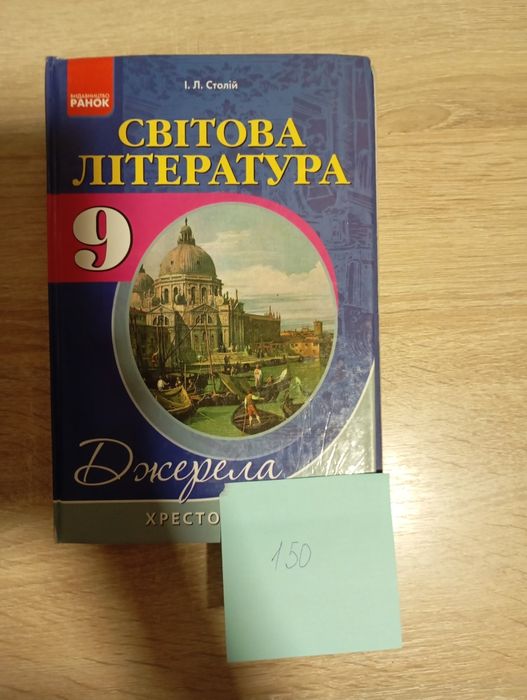 ВИДАВНИЦТВО
РАНОК
І. Л. Столій
СВІТОВА
ЛІТЕРАТУРА
9
Джерела
ХРЕСТО
150